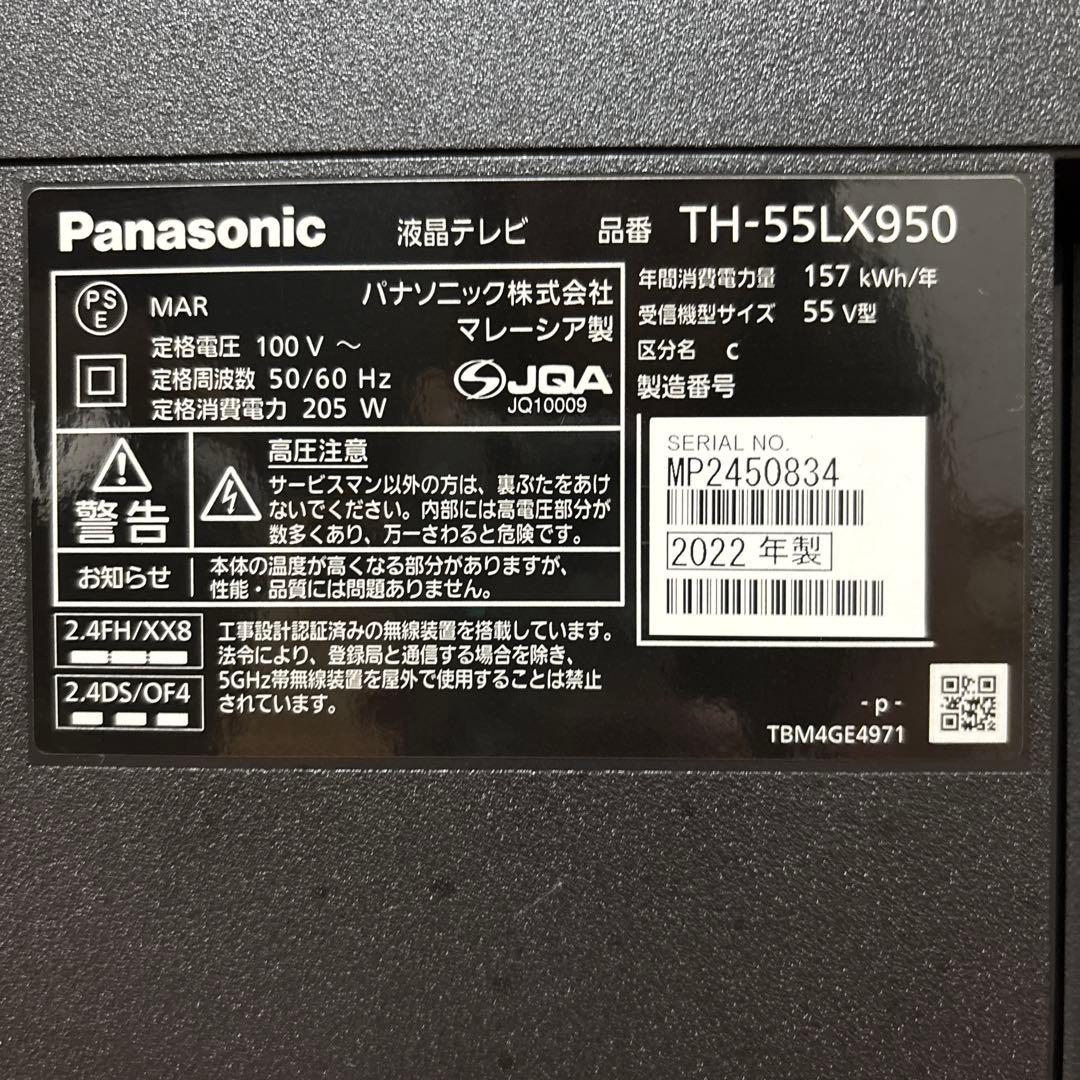 Panasonic 液晶テレビ 品番 TH-55LX950
PS
E
MAR
パナソニック株式会社
マレーシア製
定格電圧 100 V ～
定格周波数 50/60 Hz
定格消費電力 205 W
JQA
JQ10009
年間消費電力量 157 kWh/年
受信機型サイズ 55 V型
区分名 C
製造番号
SERIAL NO.
MP2450834
2022 年製
警告
高圧注意
サービスマン以外の方は、裏ぶたをあけ
ないでください。内部には高電圧部分が
数多くあり、万一さわると危険です。
お知らせ
本体の温度が高くなる部分がありますが、
性能・品質には問題ありません。
2.4FH/XX8
2.4DS/OF4
工事設計認証済みの無線装置を搭載しています。
法令により、登録局と通信する場合を除き、
5GHz帯無線装置を屋外で使用することは禁止
されています。
- p -
TBM4GE4971